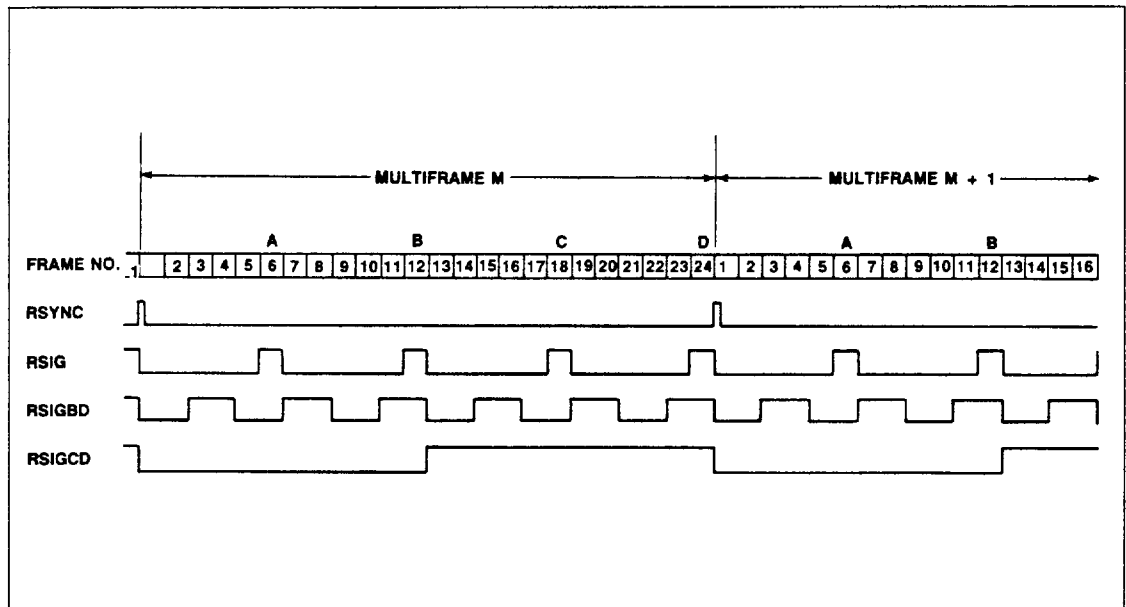 MULTIFRAME M MULTIFRAME M + 1
A B C D A B
FRAME NO. 1 2 3 4 5 6 7 8 9 10 11 12 13 14 15 16 17 18 19 20 21 22 23 24 1 2 3 4 5 6 7 8 9 10 11 12 13 14 15 16
RSYNC
RSIG
RSIGBD
RSIGCD